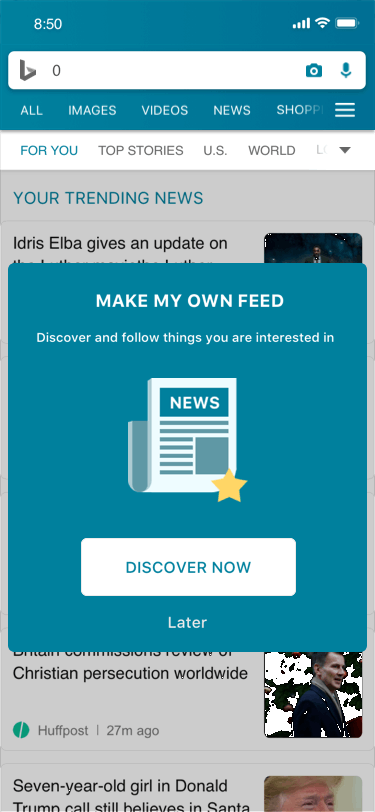 8:50
0
ALL IMAGES VIDEOS NEWS SHOPP
FOR YOU TOP STORIES U.S. WORLD
YOUR TRENDING NEWS
Idris Elba gives an update on
MAKE MY OWN FEED
Discover and follow things you are interested in
NEWS
DISCOVER NOW
Later
Britain commissions review of
Christian persecution worldwide
Huffpost | 27m ago
Seven-year-old girl in Donald
Trump call still believes in Santa